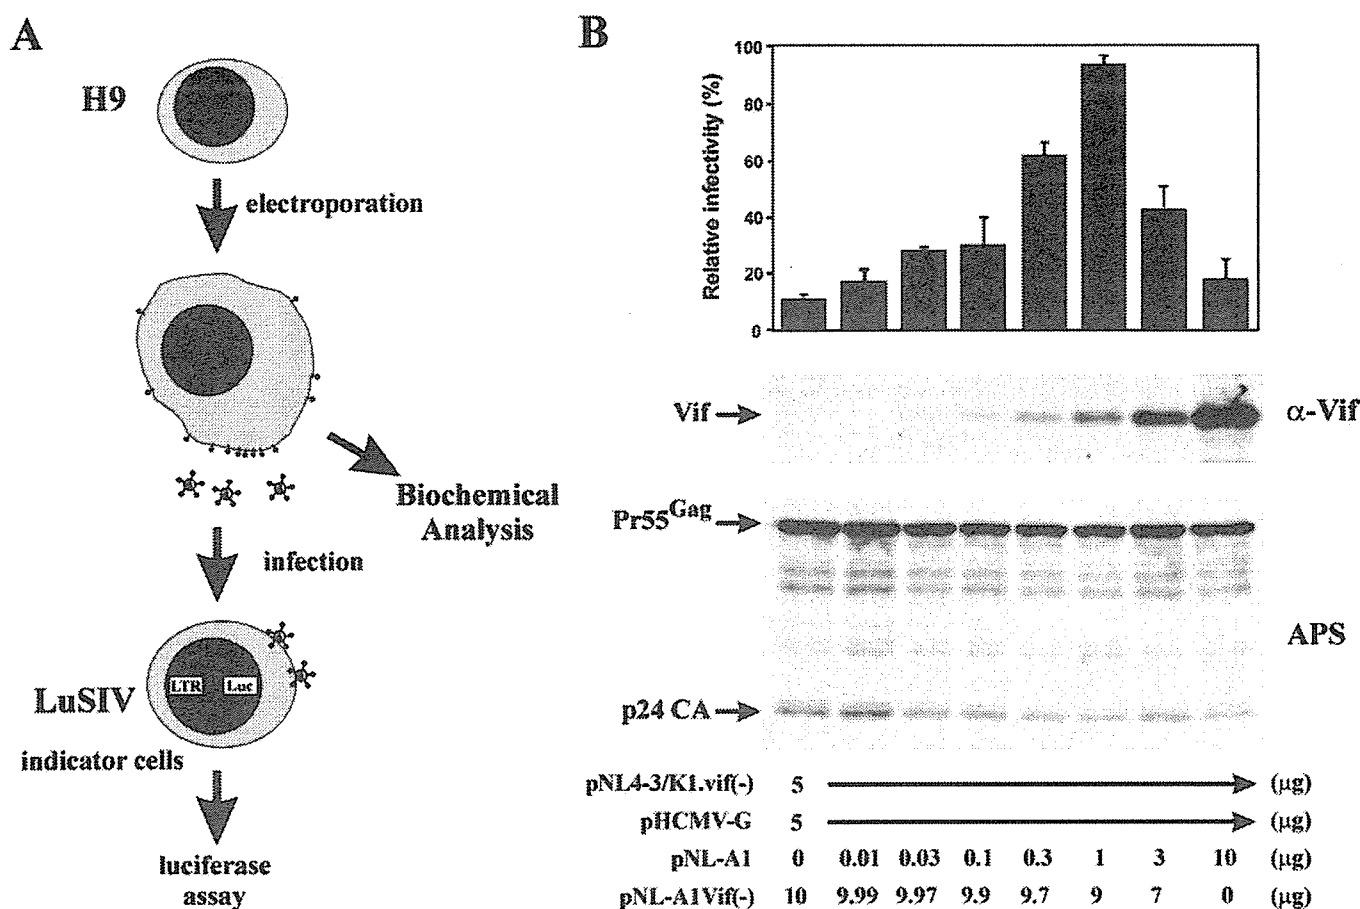 A
H9
electroporation
Biochemical
Analysis
infection
LTR Luc
LuSIV
indicator cells
luciferase
assay
B
Relative infectivity (%)
100
80
60
40
20
0
Vif
α-Vif
Pr55Gag
APS
p24 CA
pNL4-3/K1.vif(-) 5 (µg)
pHCMV-G 5 (µg)
pNL-A1 0 0.01 0.03 0.1 0.3 1 3 10 (µg)
pNL-A1Vif(-) 10 9.99 9.97 9.9 9.7 9 7 0 (µg)